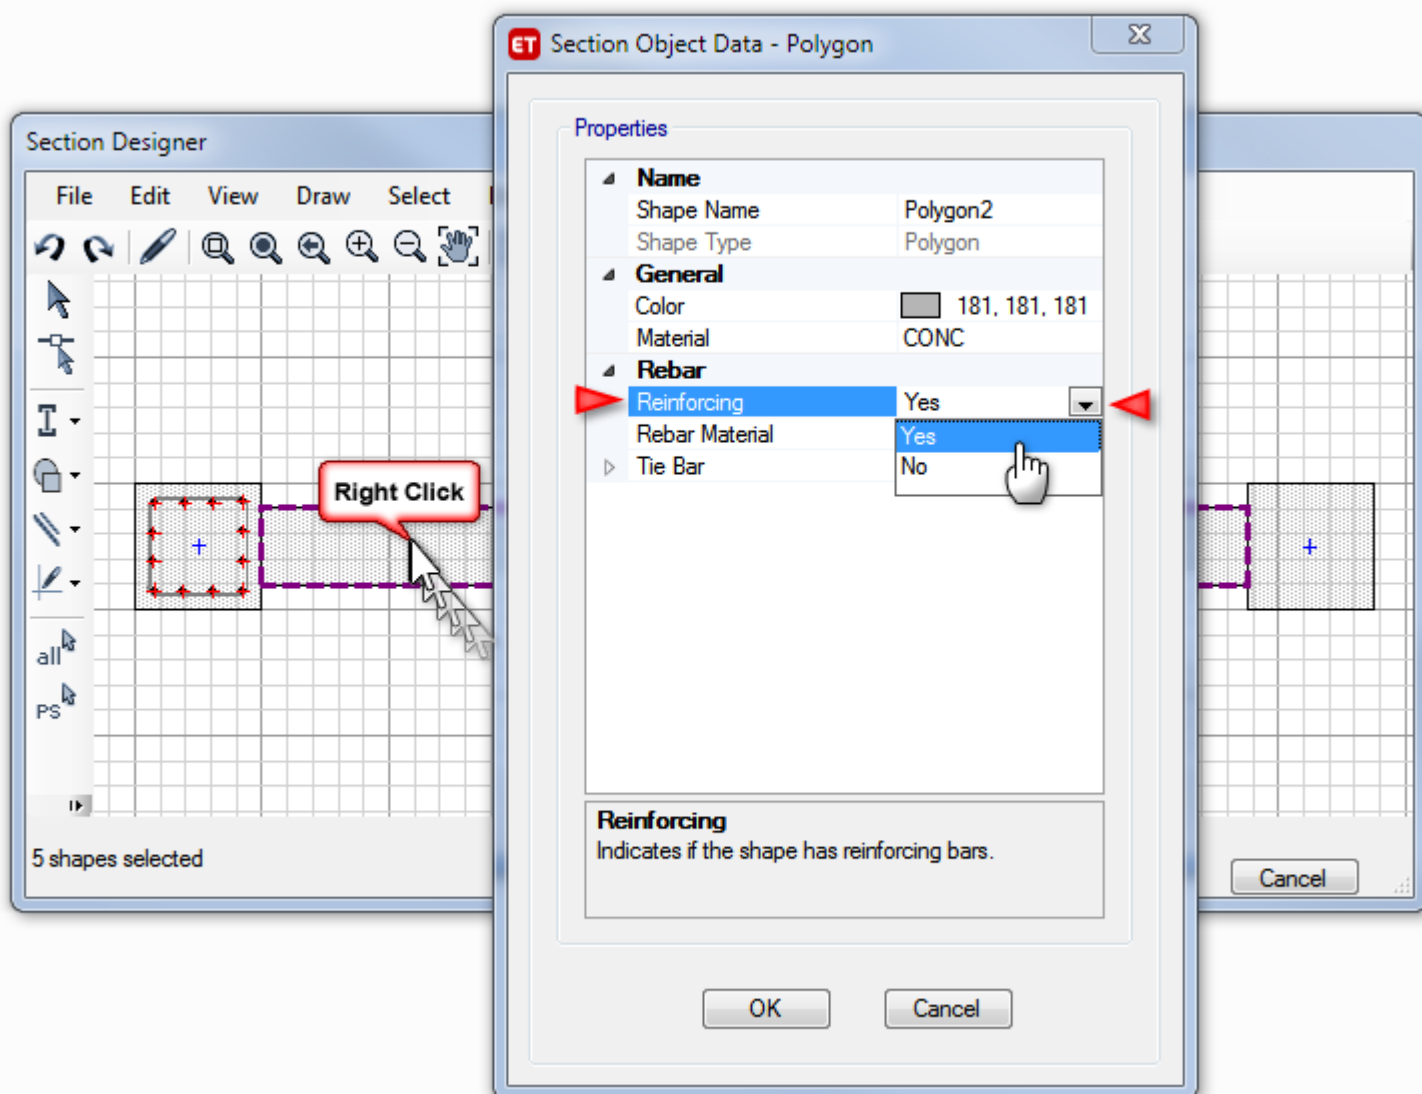 ET Section Object Data - Polygon
Section Designer
File Edit View Draw Select
all
PS
5 shapes selected
Right Click
Properties
Name
Shape Name Polygon2
Shape Type Polygon
General
Color 181, 181, 181
Material CONC
Rebar
Reinforcing Yes
Rebar Material
Tie Bar
Yes
No
Reinforcing
Indicates if the shape has reinforcing bars.
OK Cancel
Cancel